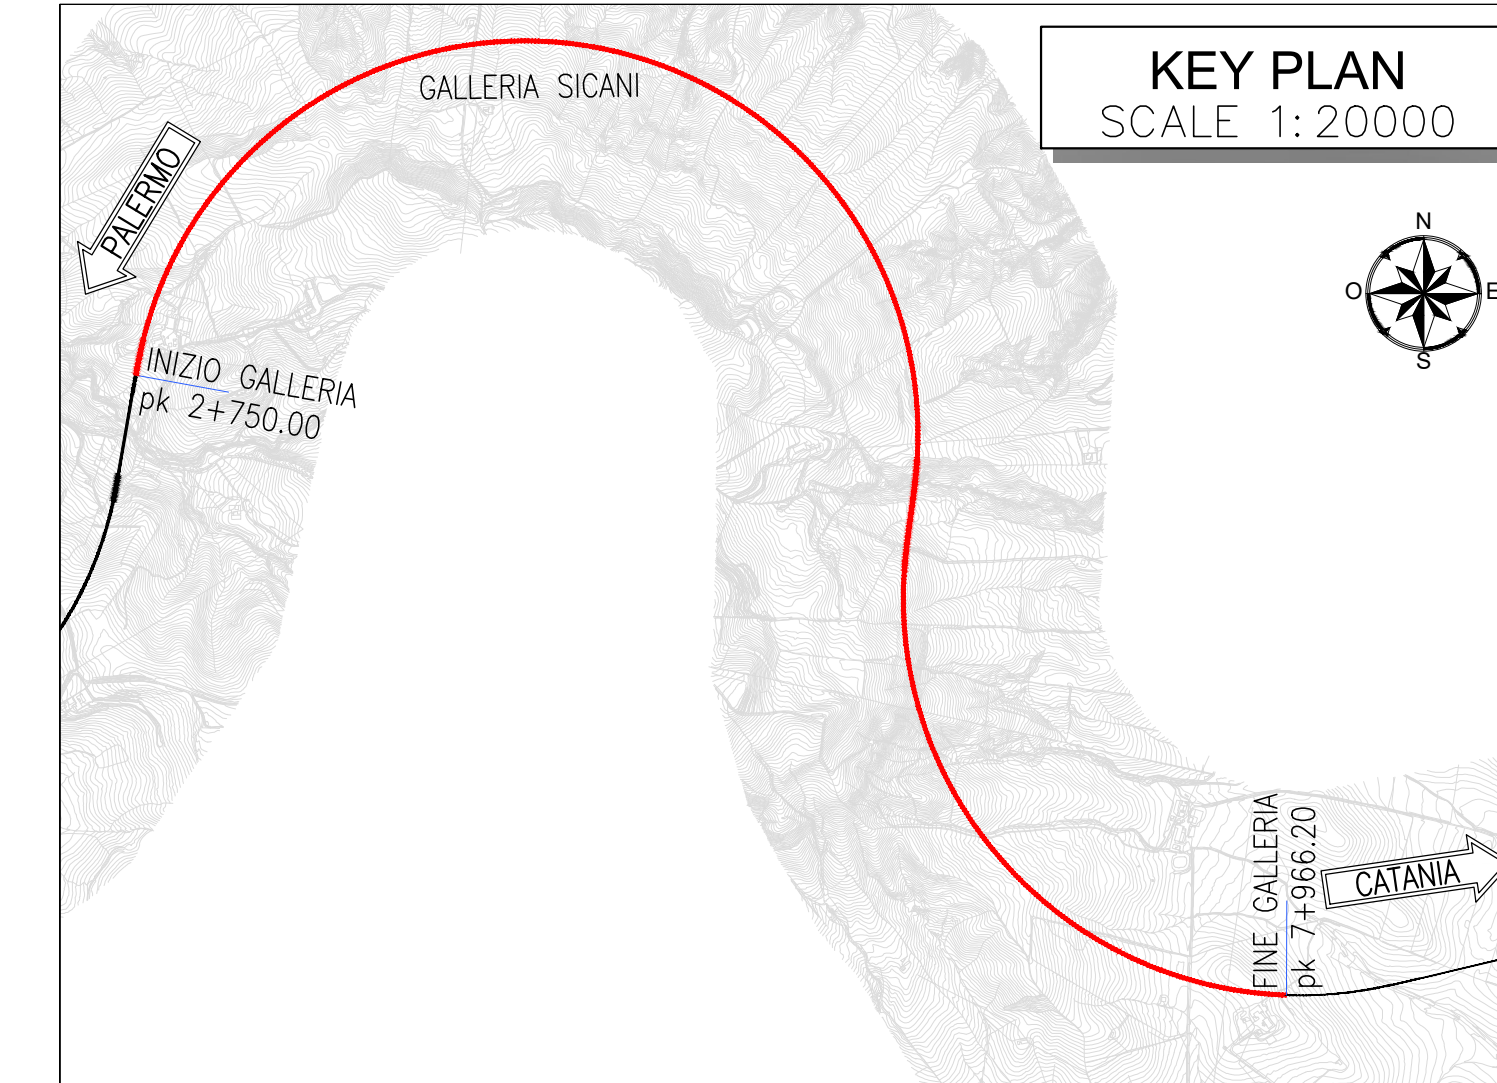 KEY PLAN
SCALE 1:20000
GALLERIA SICANI
PALERMO
N
O
E
S
INIZIO GALLERIA
pk 2+750.00
FINE GALLERIA
pk 7+966.20
CATANIA